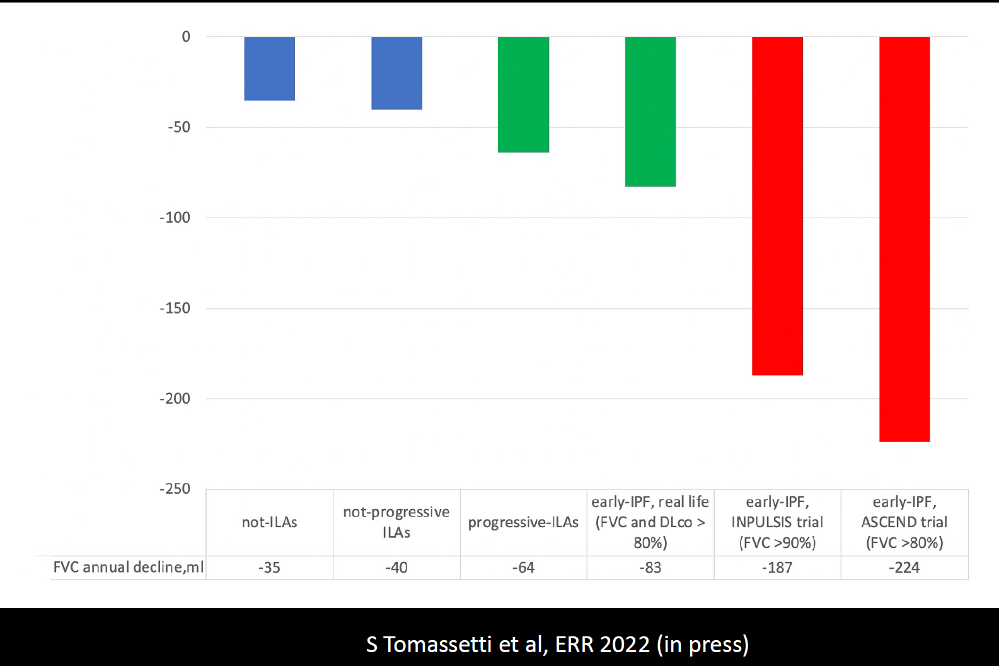 0
-50
-100
-150
-200
-250
not-ILAs
not-progressive
ILAs
progressive-ILAs
early-IPF, real life
(FVC and DLco >
80%)
early-IPF,
INPULSIS trial
(FVC >90%)
early-IPF,
ASCEND trial
(FVC >80%)
FVC annual decline,ml -35 -40 -64 -83 -187 -224
S Tomassetti et al, ERR 2022 (in press)